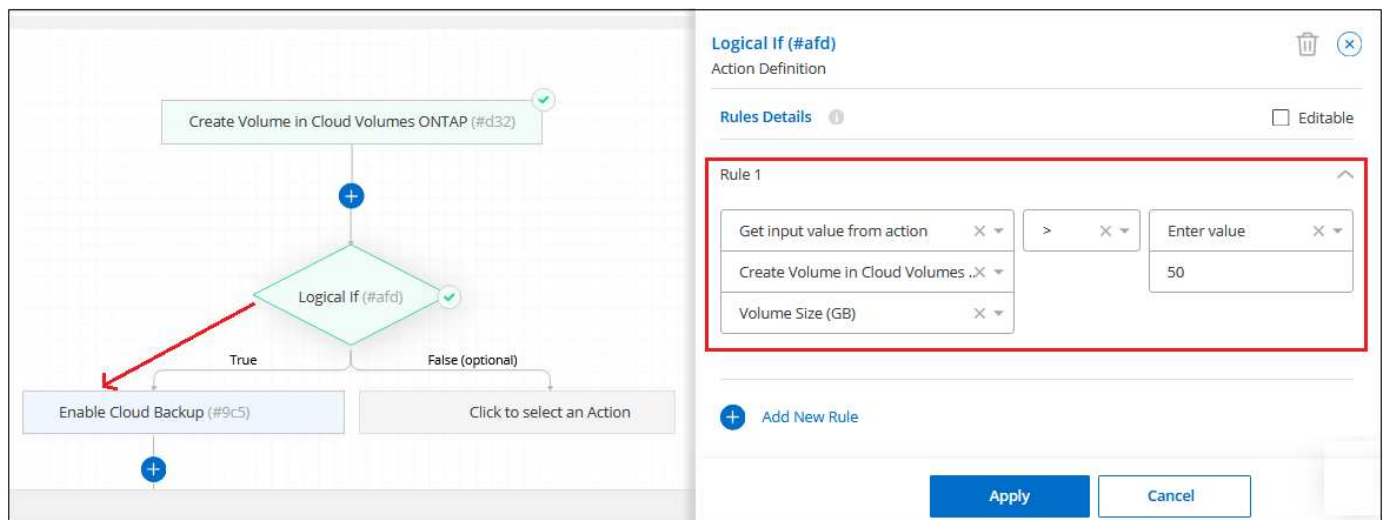 Create Volume in Cloud Volumes ONTAP (#d32)
Logical If (#afd)
True
False (optional)
Enable Cloud Backup (#9c5)
Click to select an Action
Logical If (#afd)
Action Definition
Rules Details
Editable
Rule 1
Get input value from action
>
Enter value
Create Volume in Cloud Volumes ..
50
Volume Size (GB)
Add New Rule
Apply
Cancel